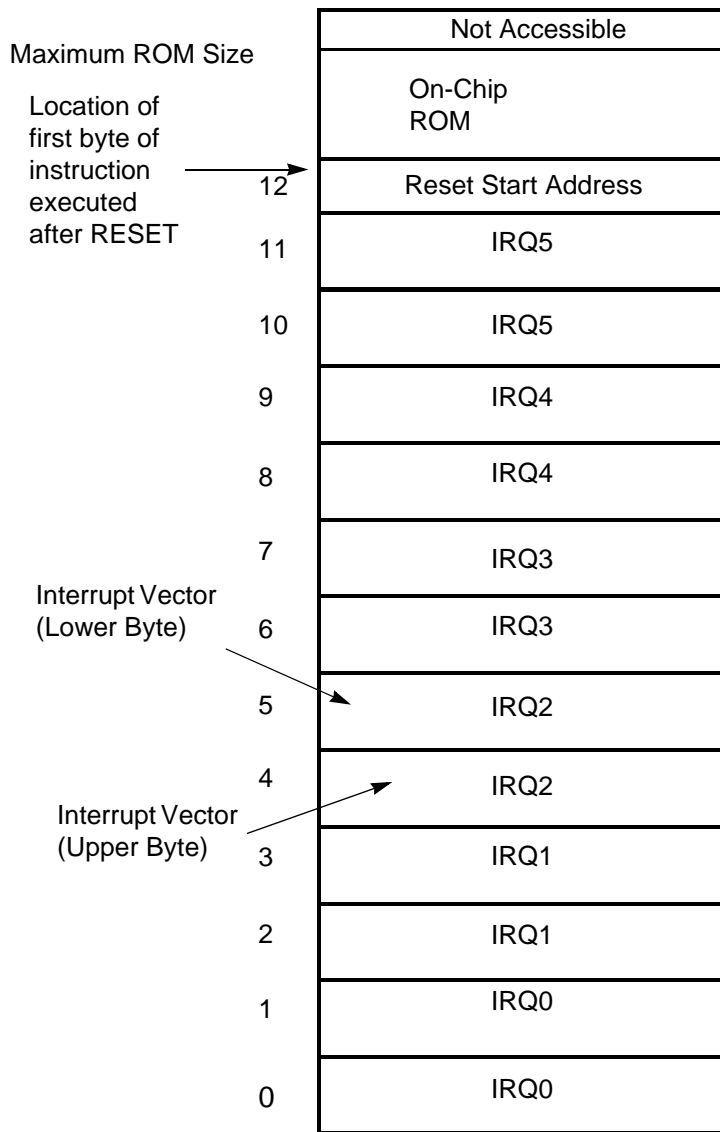 Not Accessible
Maximum ROM Size
On-Chip
ROM
Location of
first byte of
instruction
executed
after RESET
12
Reset Start Address
11
IRQ5
10
IRQ5
9
IRQ4
8
IRQ4
7
IRQ3
Interrupt Vector
(Lower Byte)
6
IRQ3
5
IRQ2
4
IRQ2
Interrupt Vector
(Upper Byte)
3
IRQ1
2
IRQ1
1
IRQ0
0
IRQ0